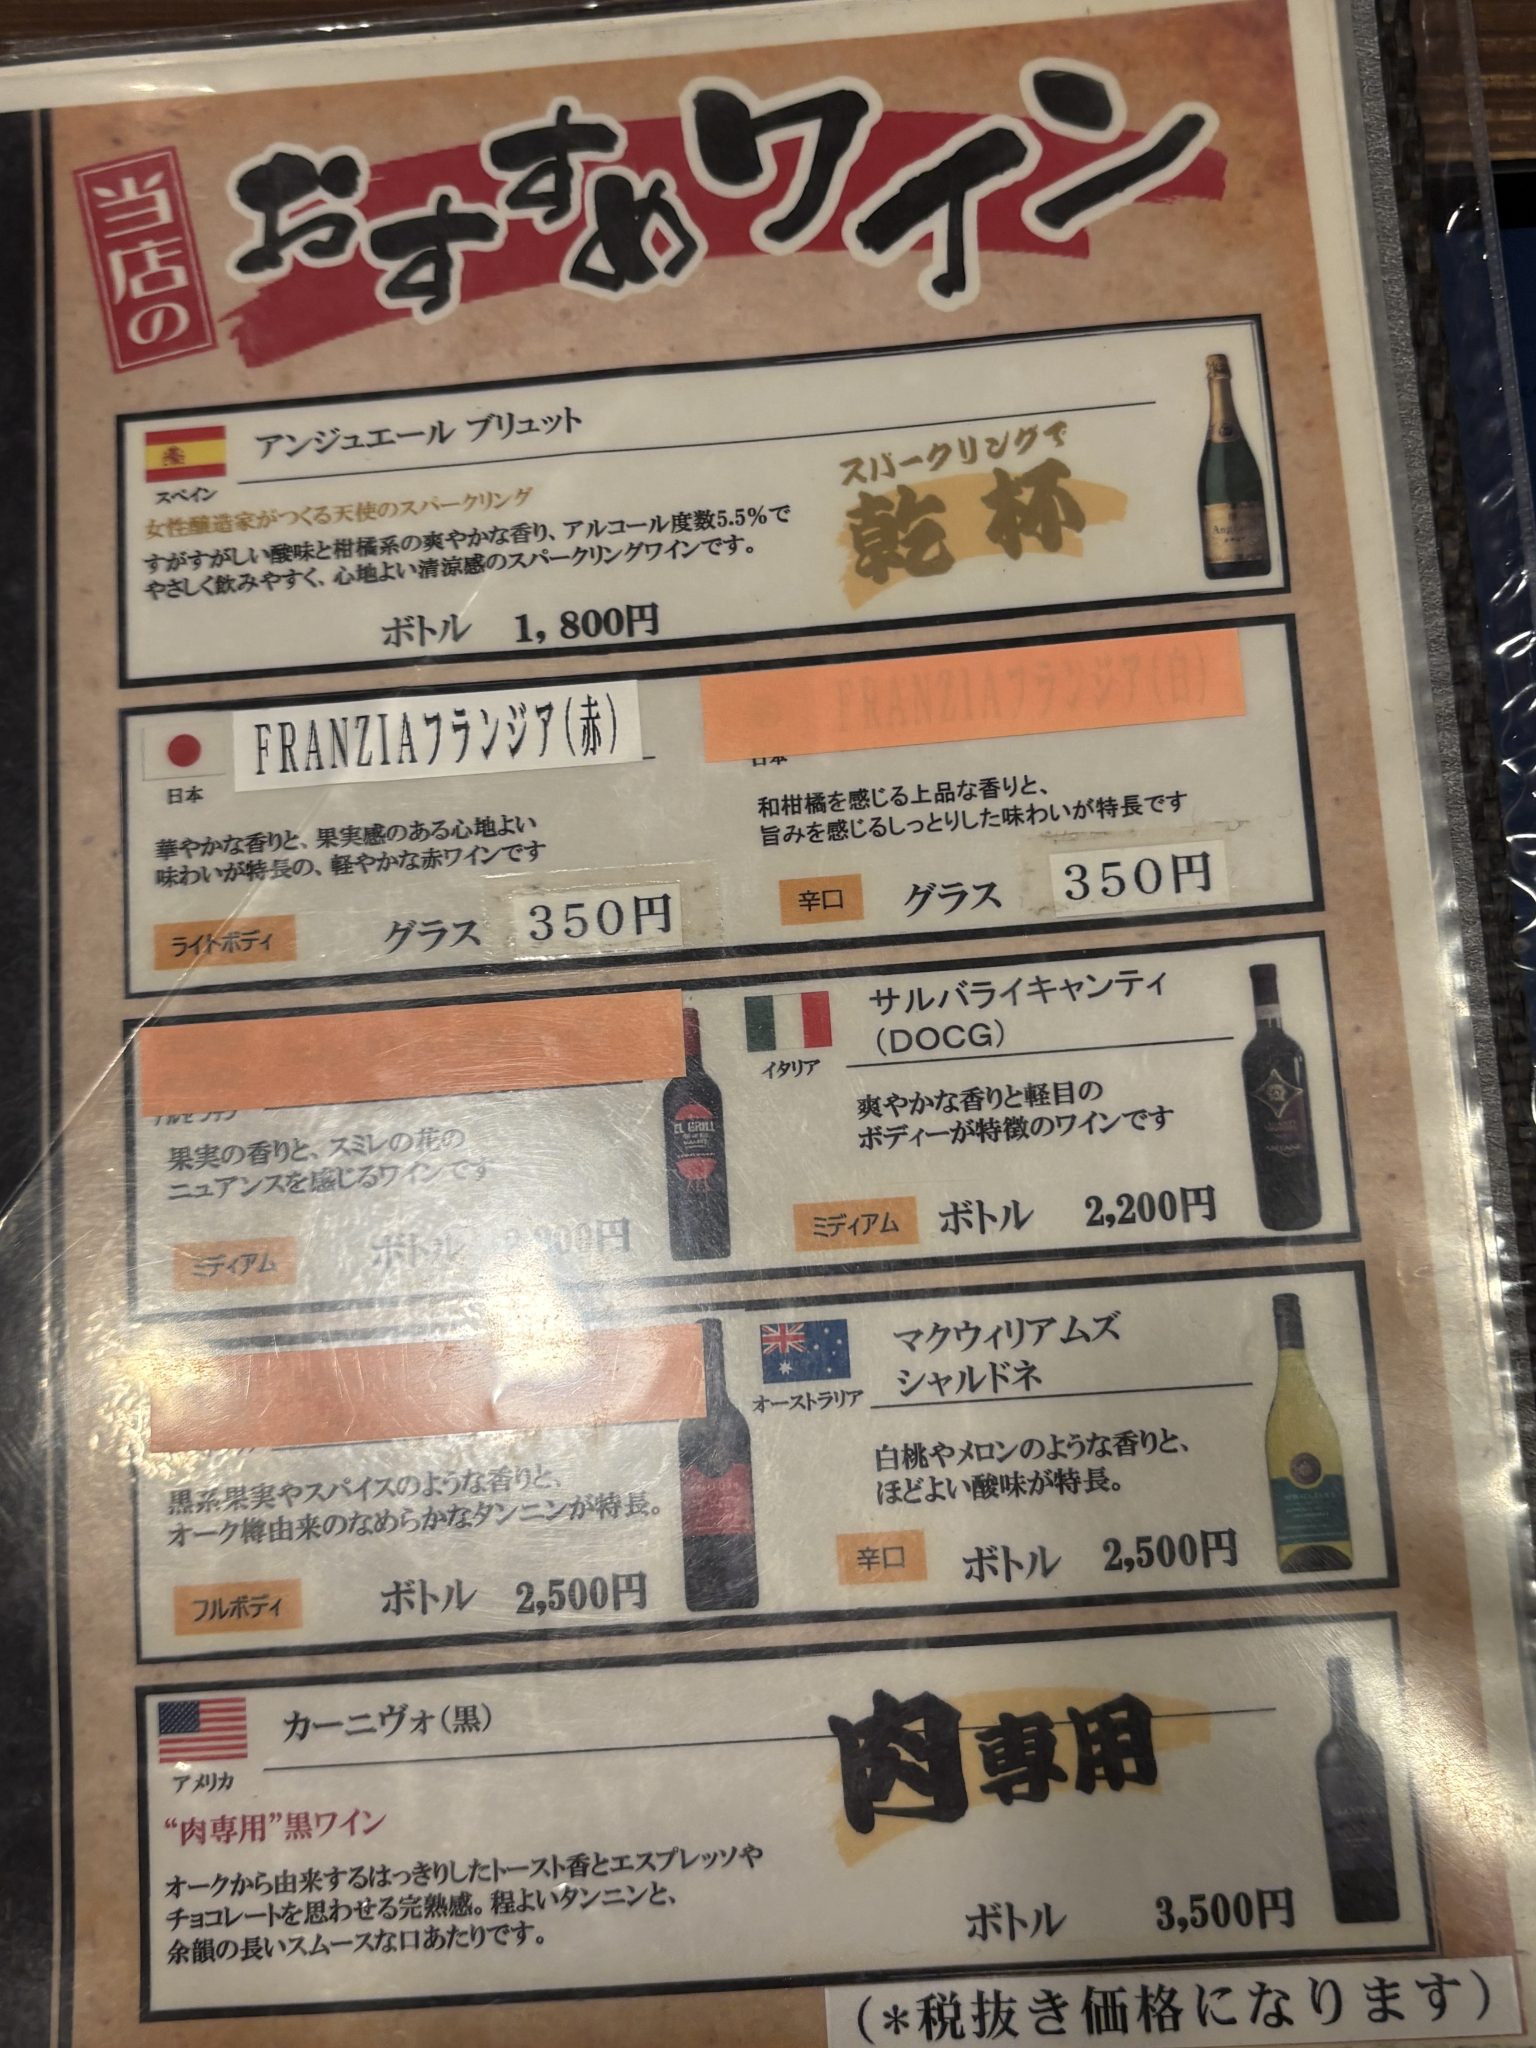 当店の
おすすめワイン
スペイン
アンジュエール ブリュット
女性醸造家がつくる天使のスパークリング
すがすがしい酸味と柑橘系の爽やかな香り、アルコール度数5.5%で
やさしく飲みやすく、心地よい清涼感のスパークリングワインです。
ボトル 1,800円
スパークリングで
乾杯
日本
FRANZIAフランジア(赤)
華やかな香りと、果実感のある心地よい
味わいが特長の、軽やかな赤ワインです
ライトボディ グラス 350円
FRANZIAフランジア(白)
日本
和柑橘を感じる上品な香りと、
旨みを感じるしっとりした味わいが特長です
辛口 グラス 350円
果実の香りと、スミレの花の
ニュアンスを感じるワインです
ミディアム ボトル
EL GRILL
イタリア
サルバライキャンティ
(DOCG)
爽やかな香りと軽目の
ボディーが特徴のワインです
ミディアム ボトル 2,200円
黒系果実やスパイスのような香りと、
オーク樽由来のなめらかなタンニンが特長。
フルボディ ボトル 2,500円
オーストラリア
マクウィリアムズ
シャルドネ
白桃やメロンのような香りと、
ほどよい酸味が特長。
辛口 ボトル 2,500円
アメリカ
カーニヴォ(黒)
肉専用
“肉専用”黒ワイン
オークから由来するはっきりしたトースト香とエスプレッソや
チョコレートを思わせる完熟感。程よいタンニンと、
余韻の長いスムースな口あたりです。
ボトル 3,500円
(*税抜き価格になります)